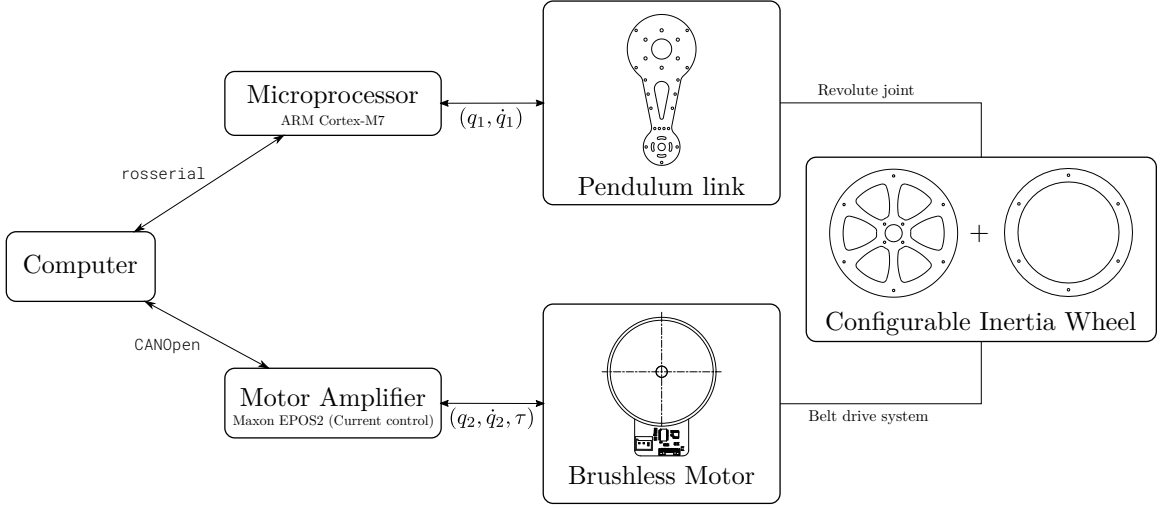 Microprocessor
ARM Cortex-M7
(q₁, q̇₁)
Pendulum link
Revolute joint
rosserial
Computer
+
Configurable Inertia Wheel
CANOpen
Motor Amplifier
Maxon EPOS2 (Current control)
(q₂, q̇₂, τ)
Brushless Motor
Belt drive system